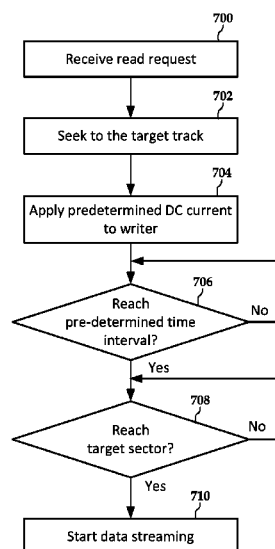 700
Receive read request
702
Seek to the target track
704
Apply predetermined DC current
to writer
706
Reach
pre-determined time
interval?
No
Yes
708
Reach
target sector?
No
Yes
710
Start data streaming